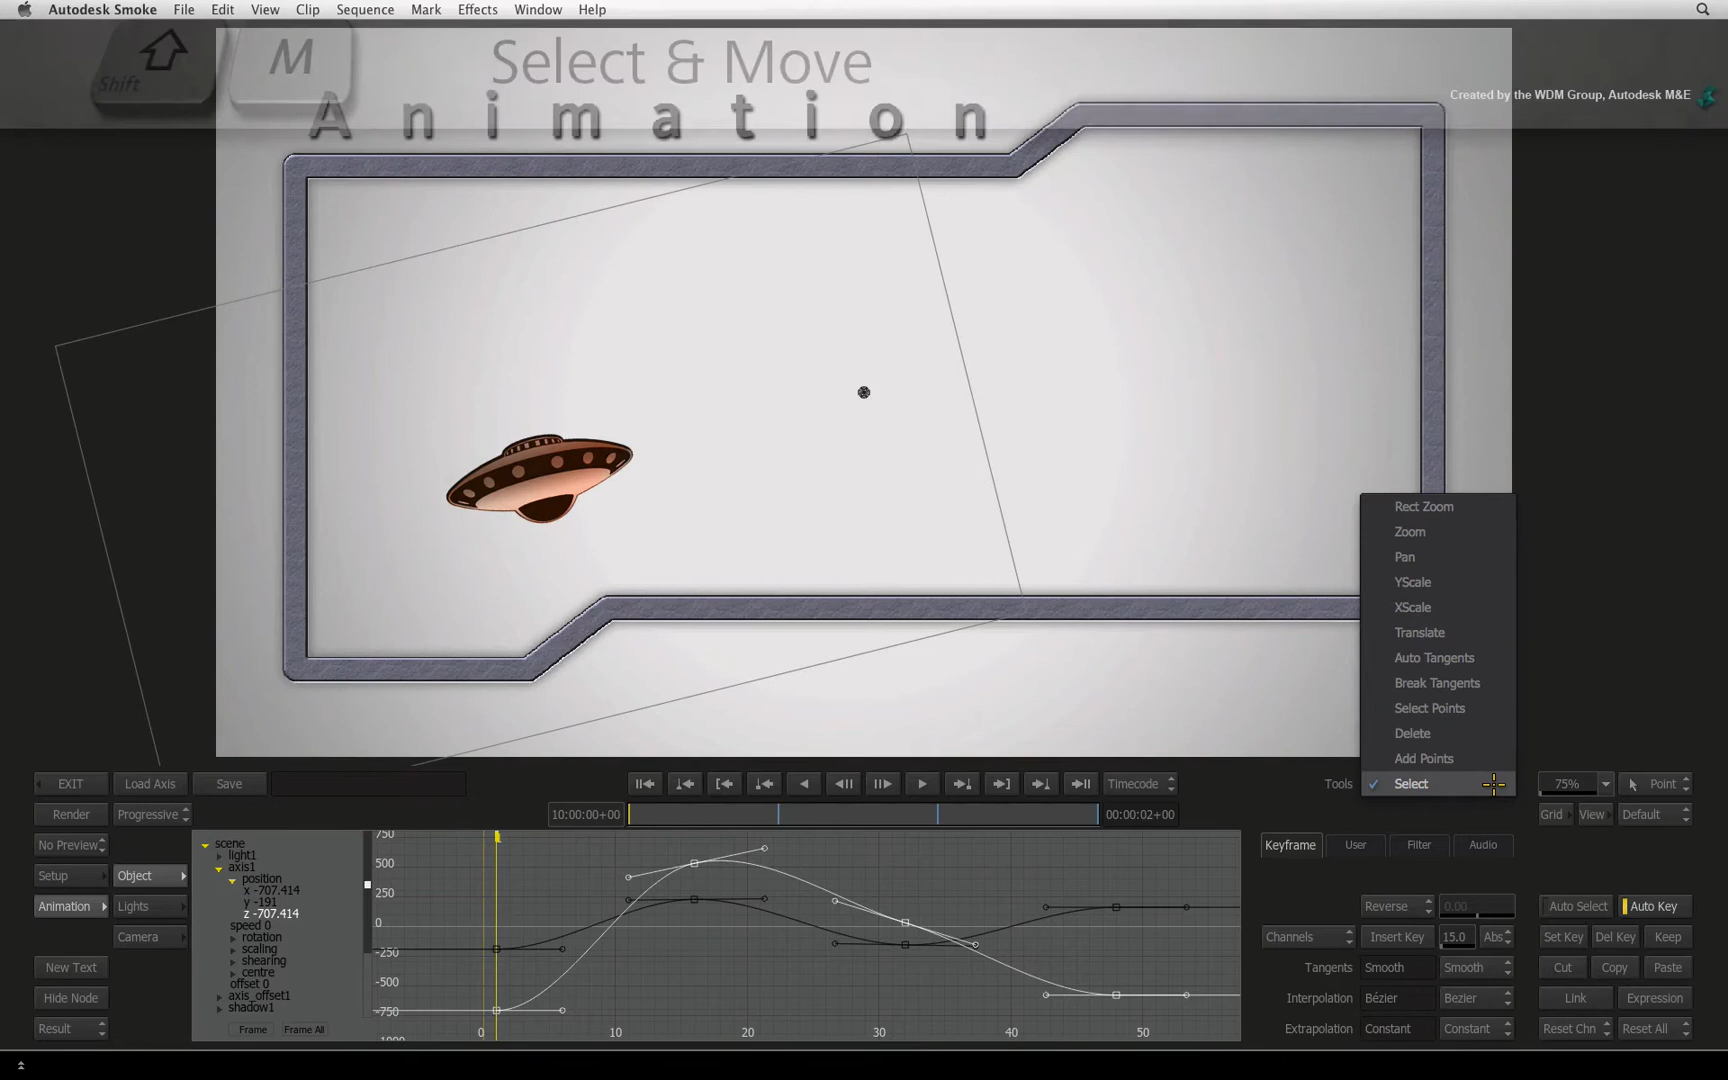 Autodesk Smoke File Edit View Clip Sequence Mark Effects Window Help
Shift M Select & Move
Animation
Created by the WDM Group, Autodesk M&E
Rect Zoom
Zoom
Pan
YScale
XScale
Translate
Auto Tangents
Break Tangents
Select Points
Delete
Add Points
Select
EXIT Load Axis Save Timecode Tools 75% Point
Render Progressive 10:00:00+00 00:00:02+00 Grid View Default
No Preview
Setup Object
Animation Lights
Camera
New Text
Hide Node
Result
scene
light1
axis1
position
x -707.414
y -191
z -707.414
speed 0
rotation
scaling
shearing
centre
offset 0
axis_offset1
shadow1
Frame Frame All
750
500
250
0
-250
-500
-750
0 10 20 30 40 50
Keyframe User Filter Audio
Reverse 0.00 Auto Select Auto Key
Channels Insert Key 15.0 Abs Set Key Del Key Keep
Tangents Smooth Smooth Cut Copy Paste
Interpolation Bézier Bezier Link Expression
Extrapolation Constant Constant Reset Chn Reset All